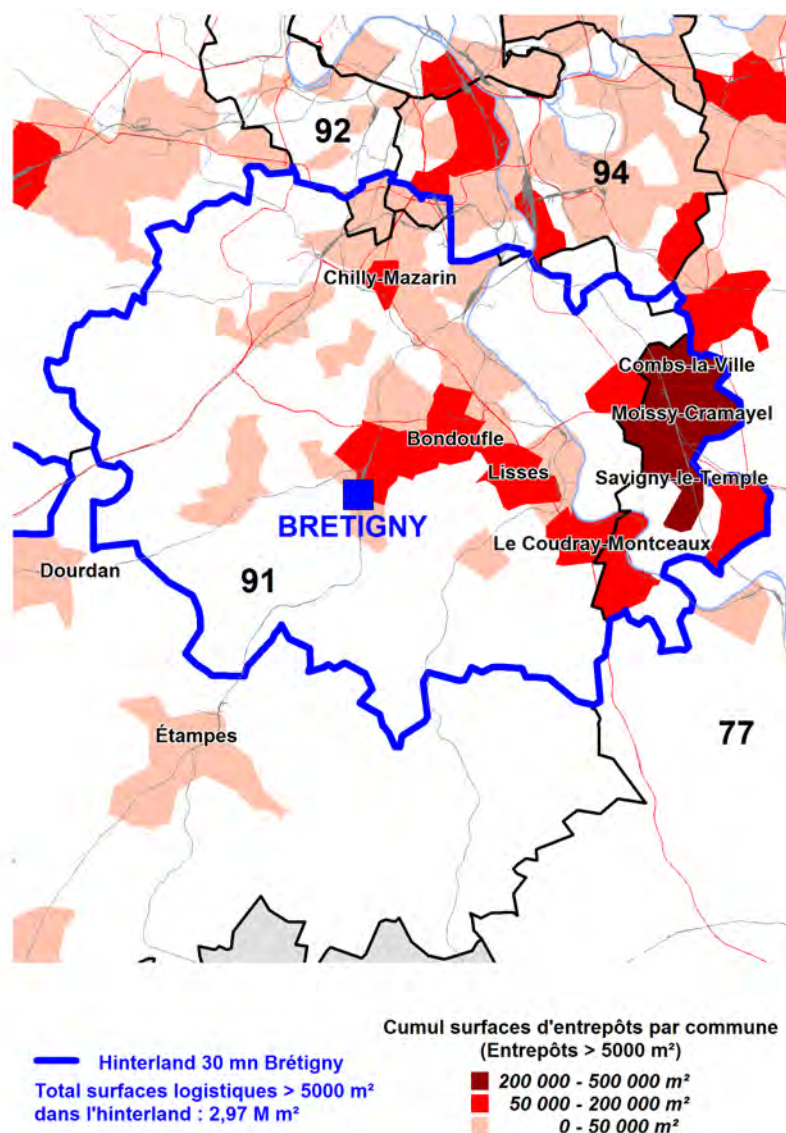 92
94
Chilly-Mazarin
Combs-la-Ville
Moissy-Cramayel
Bondoufle
Lisses
Savigny-le-Temple
BRETIGNY
Le Coudray-Montceaux
Dourdan
91
Étampes
77
Cumul surfaces d'entrepôts par commune
(Entrepôts > 5000 m²)
Hinterland 30 mn Brétigny
Total surfaces logistiques > 5000 m²
dans l'hinterland : 2,97 M m²
200 000 - 500 000 m²
50 000 - 200 000 m²
0 - 50 000 m²